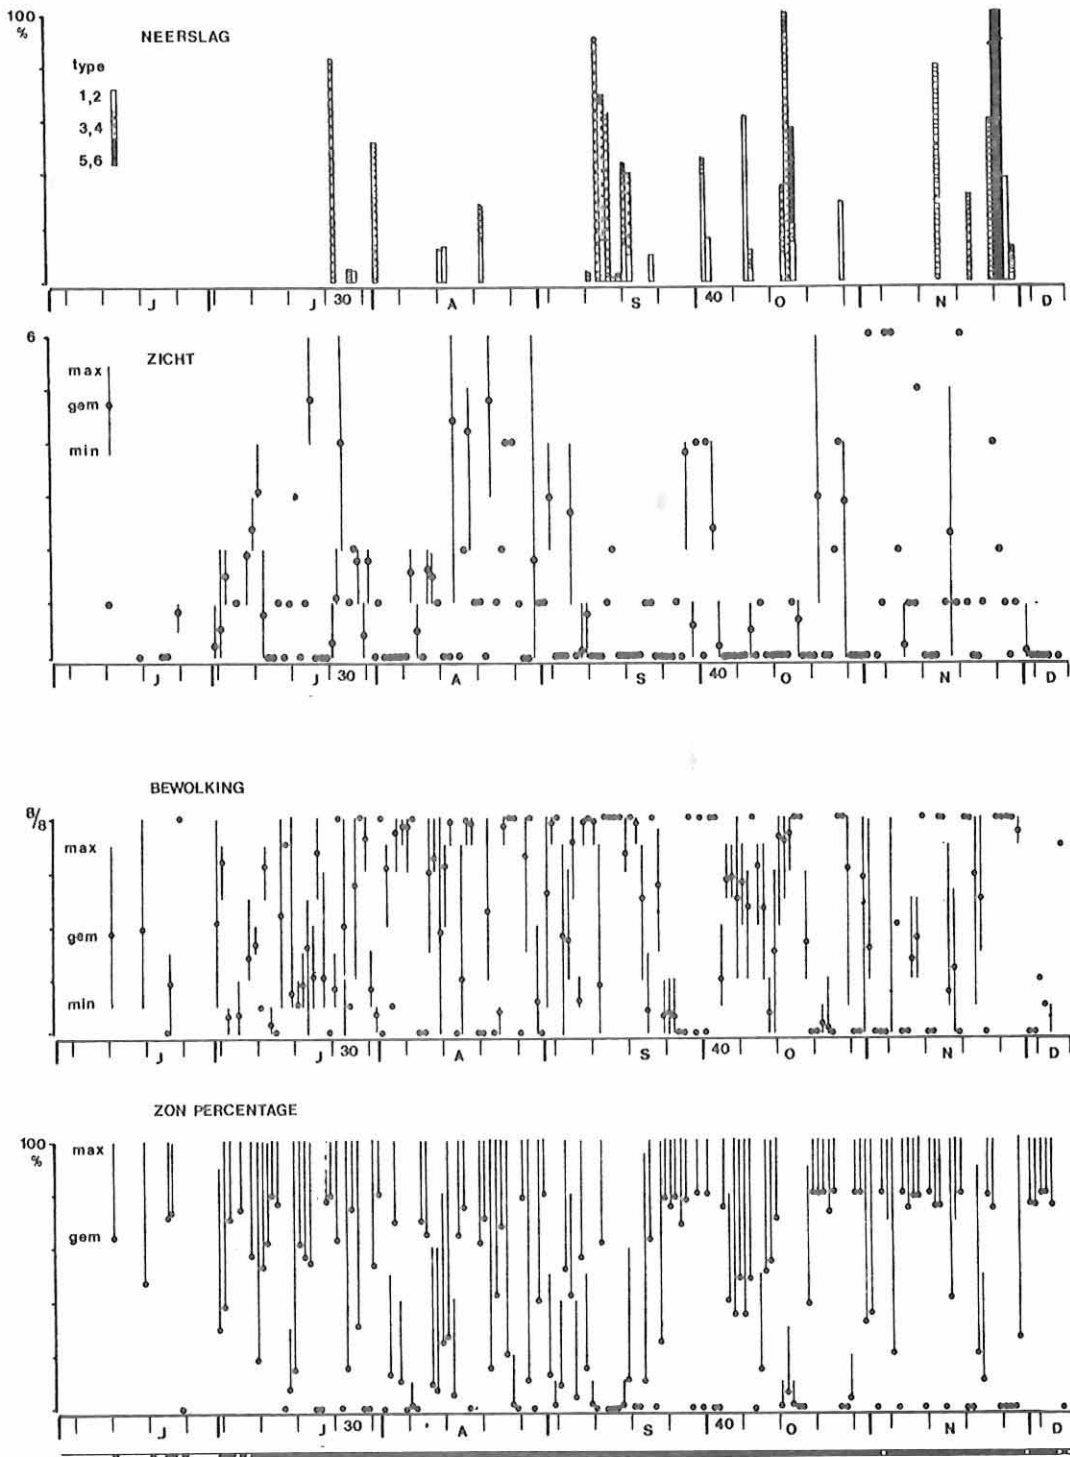 100
%
NEERSLAG
type
1,2
3,4
5,6
J J 30 A S 40 O N D
6
ZICHT
max
gem
min
J J 30 A S 40 O N D
BEWOLKING
8/8
max
gem
min
J J 30 A S 40 O N D
ZON PERCENTAGE
100
%
max
gem
J J 30 A S 40 O N D